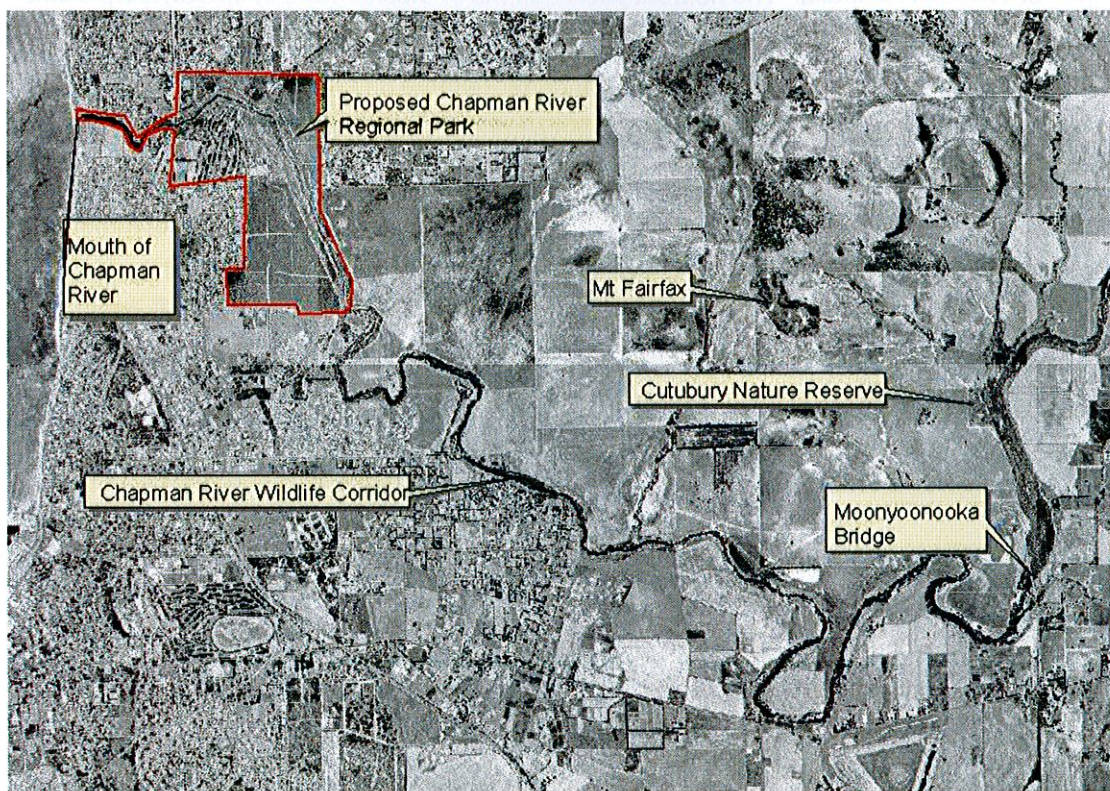 Proposed Chapman River
Regional Park
Mouth of
Chapman
River
Mt Fairfax
Cutubury Nature Reserve
Chapman River Wildlife Corridor
Moonyoonooka
Bridge